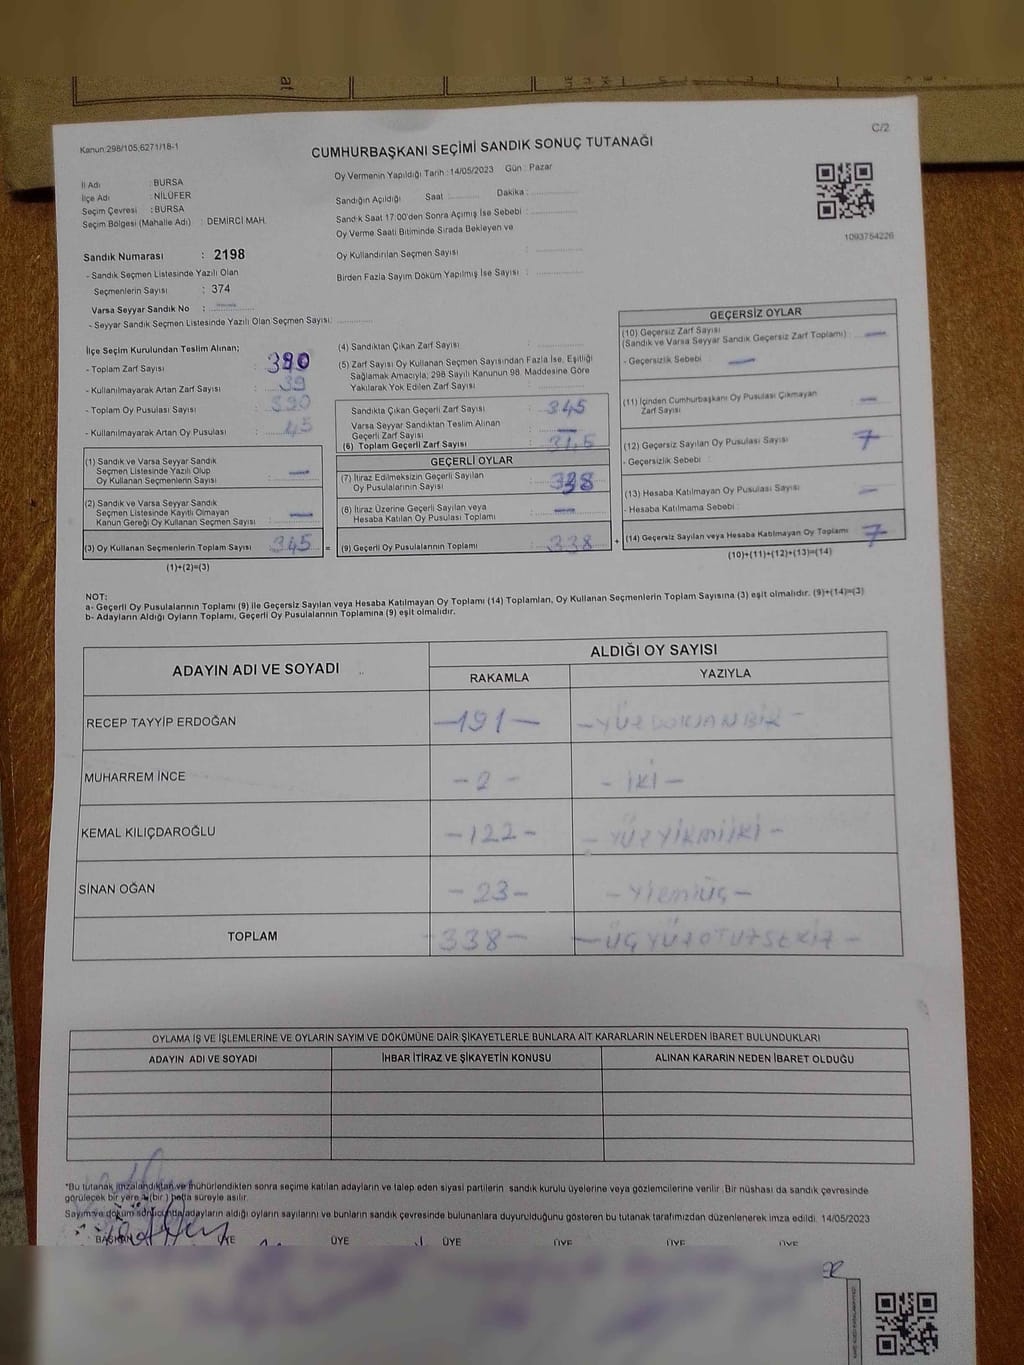 C/2
Kanun:298/105,6271/18-1
CUMHURBAŞKANI SEÇİMİ SANDIK SONUÇ TUTANAĞI
Oy Vermenin Yapıldığı Tarih :14/05/2023 Gün : Pazar
İl Adı : BURSA
İlçe Adı : NİLÜFER
Seçim Çevresi : BURSA
Seçim Bölgesi (Mahalle Adı) : DEMİRCİ MAH.
Sandığın Açıldığı Saat : Dakika :
Sandık Saat 17:00'den Sonra Açımış İse Sebebi :
Oy Verme Saati Bitiminde Sırada Bekleyen ve
Oy Kullandırılan Seçmen Sayısı :
Birden Fazla Sayım Döküm Yapılmış İse Sayısı :
1093754226
Sandık Numarası : 2198
- Sandık Seçmen Listesinde Yazılı Olan
Seçmenlerin Sayısı : 374
Varsa Seyyar Sandık No : —
- Seyyar Sandık Seçmen Listesinde Yazılı Olan Seçmen Sayısı:
İlçe Seçim Kurulundan Teslim Alınan;
- Toplam Zarf Sayısı : 390
- Kullanılmayarak Artan Zarf Sayısı : 39
- Toplam Oy Pusulası Sayısı : 390
- Kullanılmayarak Artan Oy Pusulası : 45
(1) Sandık ve Varsa Seyyar Sandık
Seçmen Listesinde Yazılı Olup
Oy Kullanan Seçmenlerin Sayısı : —
(2) Sandık ve Varsa Seyyar Sandık
Seçmen Listesinde Kayıtlı Olmayan
Kanun Gereği Oy Kullanan Seçmen Sayısı : —
(3) Oy Kullanan Seçmenlerin Toplam Sayısı : 345
(1)+(2)=(3)
(4) Sandıktan Çıkan Zarf Sayısı :
(5) Zarf Sayısı Oy Kullanan Seçmen Sayısından Fazla İse, Eşitliği
Sağlamak Amacıyla; 298 Sayılı Kanunun 98. Maddesine Göre
Yakılarak Yok Edilen Zarf Sayısı :
Sandıkta Çıkan Geçerli Zarf Sayısı : 345
Varsa Seyyar Sandıktan Teslim Alınan
Geçerli Zarf Sayısı : —
(6) Toplam Geçerli Zarf Sayısı : 345
GEÇERLİ OYLAR
(7) İtiraz Edilmeksizin Geçerli Sayılan
Oy Pusulalarının Sayısı : 338
(8) İtiraz Üzerine Geçerli Sayılan veya
Hesaba Katılan Oy Pusulası Toplamı : —
= (9) Geçerli Oy Pusulalarının Toplamı : 338 +
GEÇERSİZ OYLAR
(10) Geçersiz Zarf Sayısı
(Sandık ve Varsa Seyyar Sandık Geçersiz Zarf Toplamı) : —
- Geçersizlik Sebebi : —
(11) İçinden Cumhurbaşkanı Oy Pusulası Çıkmayan
Zarf Sayısı : —
(12) Geçersiz Sayılan Oy Pusulası Sayısı : 7
- Geçersizlik Sebebi :
(13) Hesaba Katılmayan Oy Pusulası Sayısı : —
- Hesaba Katılmama Sebebi :
(14) Geçersiz Sayılan veya Hesaba Katılmayan Oy Toplamı : 7
(10)+(11)+(12)+(13)=(14)
NOT:
a- Geçerli Oy Pusulalarının Toplamı (9) ile Geçersiz Sayılan veya Hesaba Katılmayan Oy Toplamı (14) Toplamları, Oy Kullanan Seçmenlerin Toplam Sayısına (3) eşit olmalıdır. (9)+(14)=(3)
b- Adayların Aldığı Oyların Toplamı, Geçerli Oy Pusulalarının Toplamına (9) eşit olmalıdır.
ADAYIN ADI VE SOYADI ALDIĞI OY SAYISI
RAKAMLA YAZIYLA
RECEP TAYYİP ERDOĞAN —191— —YÜZDOKSANBİR—
MUHARREM İNCE —2— —İKİ—
KEMAL KILIÇDAROĞLU —122— —YÜZYİRMİİKİ—
SİNAN OĞAN —23— —YİRMİÜÇ—
TOPLAM —338— —ÜÇYÜZOTUZSEKİZ—
OYLAMA İŞ VE İŞLEMLERİNE VE OYLARIN SAYIM VE DÖKÜMÜNE DAİR ŞİKAYETLERLE BUNLARA AİT KARARLARIN NELERDEN İBARET BULUNDUKLARI
ADAYIN ADI VE SOYADI İHBAR İTİRAZ VE ŞİKAYETİN KONUSU ALINAN KARARIN NEDEN İBARET OLDUĞU
*Bu tutanak imzalandıktan ve mühürlendikten sonra seçime katılan adayların ve talep eden siyasi partilerin sandık kurulu üyelerine veya gözlemcilerine verilir. Bir nüshası da sandık çevresinde
görülecek bir yere (bir) hafta süreyle asılır.
Sayım ve döküm sonucunda adayların aldığı oyların sayılarını ve bunların sandık çevresinde bulunanlara duyurulduğunu gösteren bu tutanak tarafımızdan düzenlenerek imza edildi. 14/05/2023
BAŞKAN ÜYE ÜYE ÜYE ÜYE ÜYE ÜYE